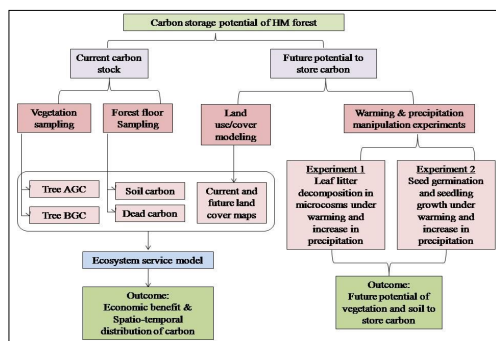 Carbon storage potential of HM forest
Current carbon
stock
Future potential to
store carbon
Vegetation
sampling
Forest floor
Sampling
Land
use/cover
modeling
Warming & precipitation
manipulation experiments
Tree AGC
Tree BGC
Soil carbon
Dead carbon
Current and
future land
cover maps
Experiment 1
Leaf litter
decomposition in
microcosms under
warming and
increase in
precipitation
Experiment 2
Seed germination
and seedling
growth under
warming and
increase in
precipitation
Ecosystem service model
Outcome:
Economic benefit &
Spatio-temporal
distribution of carbon
Outcome:
Future potential of
vegetation and soil to
store carbon